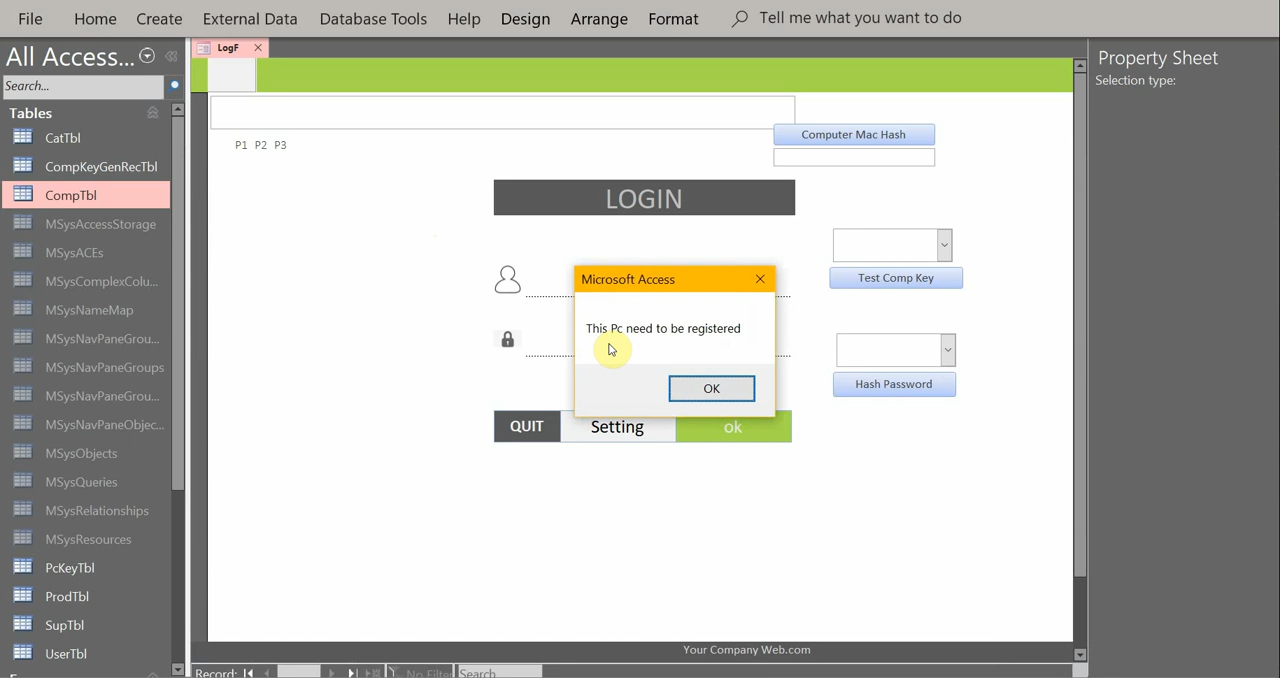 File Home Create External Data Database Tools Help Design Arrange Format Tell me what you want to do
All Access...
LogF
Property Sheet
Search...
Selection type:
Tables
CatTbl
CompKeyGenRecTbl
CompTbl
MSysAccessStorage
MSysACEs
MSysComplexColu...
MSysNameMap
MSysNavPaneGrou...
MSysNavPaneGroups
MSysNavPaneGrou...
MSysNavPaneObjec...
MSysObjects
MSysQueries
MSysRelationships
MSysResources
PcKeyTbl
ProdTbl
SupTbl
UserTbl
Computer Mac Hash
P1 P2 P3
LOGIN
Test Comp Key
Microsoft Access
This Pc need to be registered
OK
Hash Password
QUIT Setting ok
Your Company Web.com
Record: No Filter Search